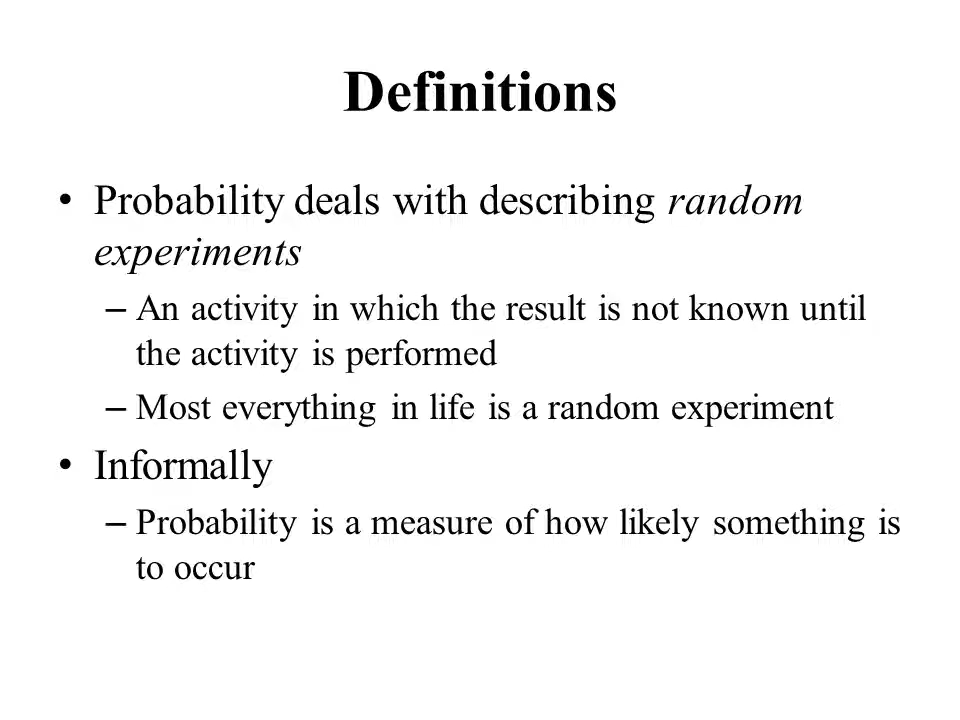 Definitions
• Probability deals with describing random
experiments
– An activity in which the result is not known until
the activity is performed
– Most everything in life is a random experiment
• Informally
– Probability is a measure of how likely something is
to occur